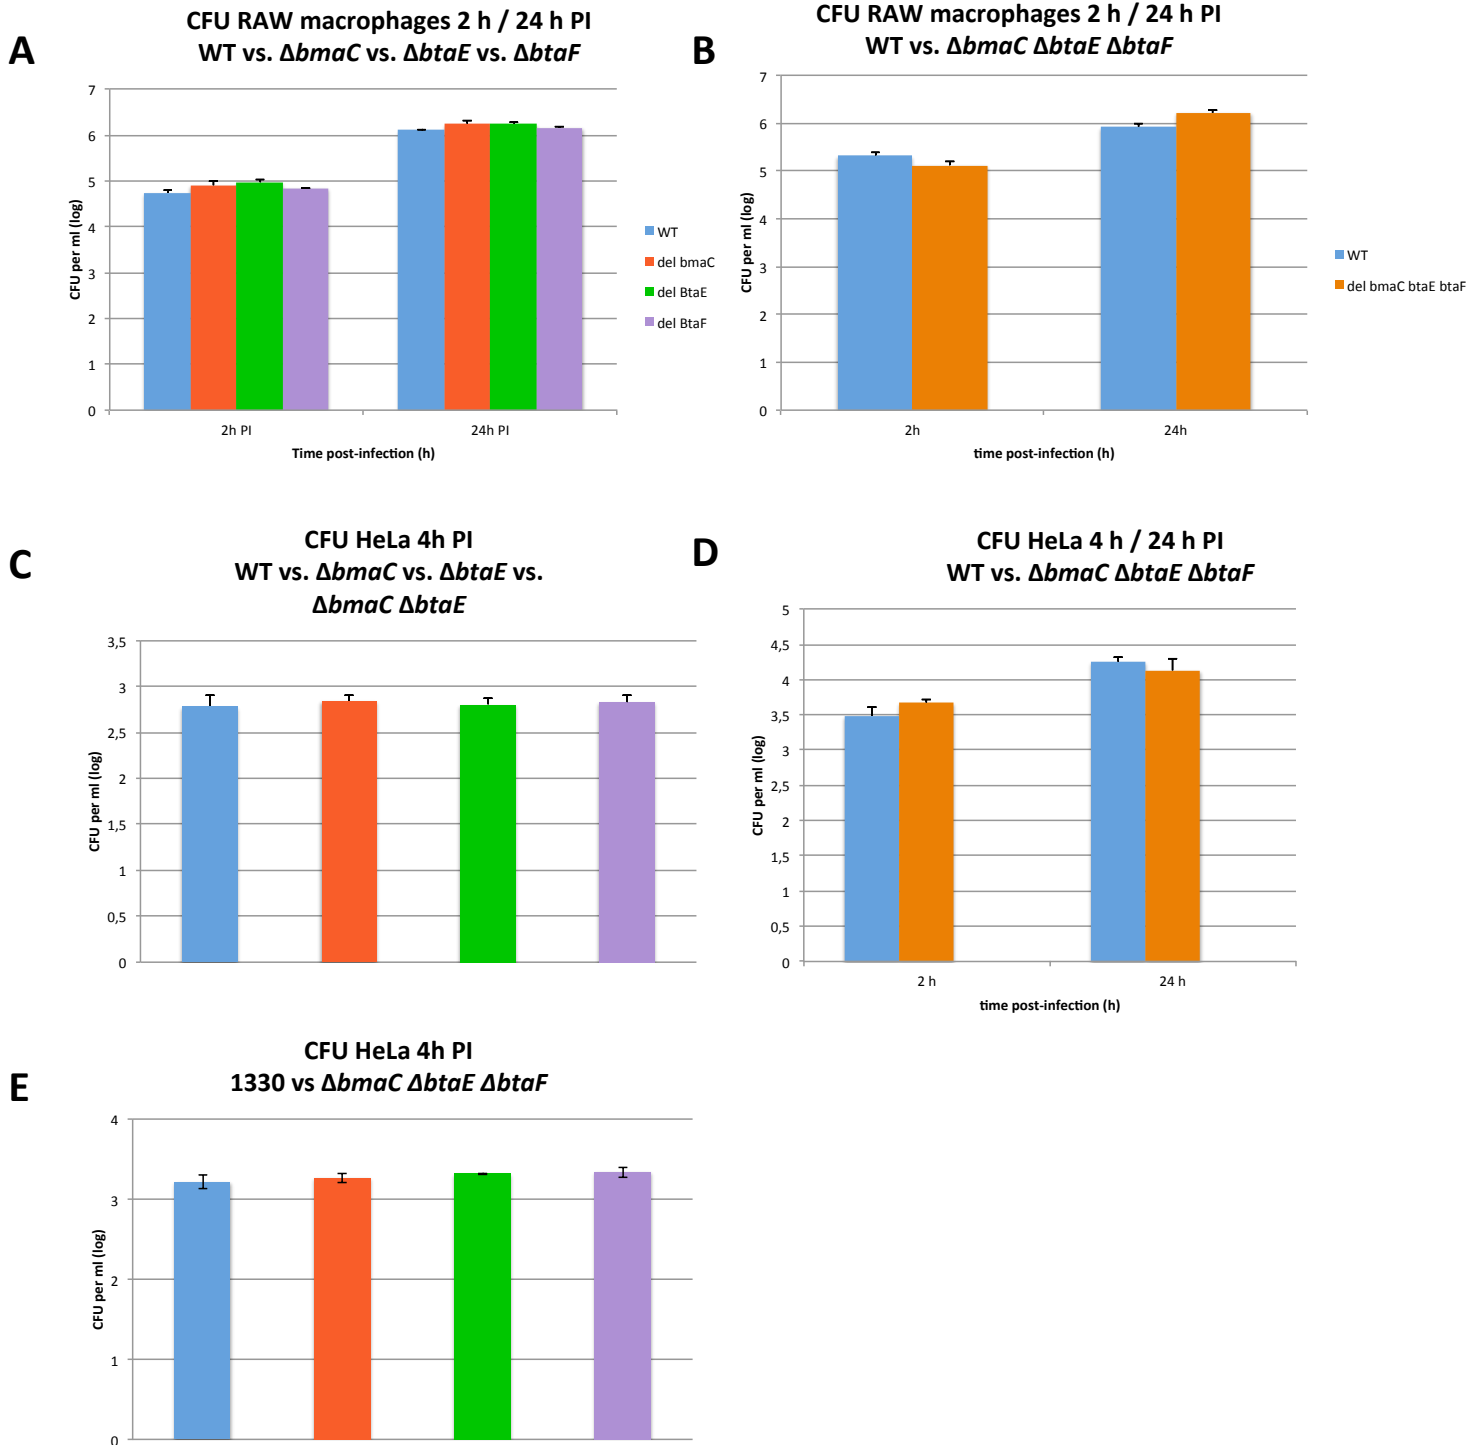 A
CFU RAW macrophages 2 h / 24 h PI
WT vs. ΔbmaC vs. ΔbtaE vs. ΔbtaF
7
6
5
4
3
2
1
0
CFU per ml (log)
2h PI
24h PI
Time post-infection (h)
WT
del bmaC
del BtaE
del BtaF
B
CFU RAW macrophages 2 h / 24 h PI
WT vs. ΔbmaC ΔbtaE ΔbtaF
7
6
5
4
3
2
1
0
CFU per ml (log)
2h
24h
time post-infection (h)
WT
del bmaC btaE btaF
C
CFU HeLa 4h PI
WT vs. ΔbmaC vs. ΔbtaE vs.
ΔbmaC ΔbtaE
3,5
3
2,5
2
1,5
1
0,5
0
CFU per ml (log)
D
CFU HeLa 4 h / 24 h PI
WT vs. ΔbmaC ΔbtaE ΔbtaF
5
4,5
4
3,5
3
2,5
2
1,5
1
0,5
0
CFU per ml (log)
2 h
24 h
time post-infection (h)
E
CFU HeLa 4h PI
1330 vs ΔbmaC ΔbtaE ΔbtaF
4
3
2
1
0
CFU per ml (log)